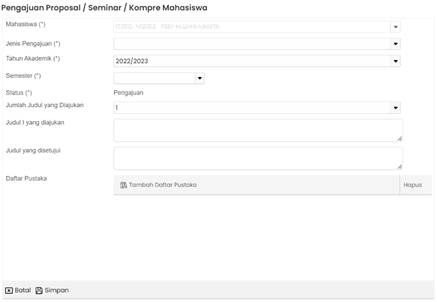 Pengajuan Proposal / Seminar / Kompre Mahasiswa
Mahasiswa (*)
Jenis Pengajuan (*)
Tahun Akademik (*) 2022/2023
Semester (*)
Status (*) Pengajuan
Jumlah Judul yang Diajukan 1
Judul I yang diajukan
Judul yang disetujui
Daftar Pustaka Tambah Daftar Pustaka Hapus
Batal Simpan